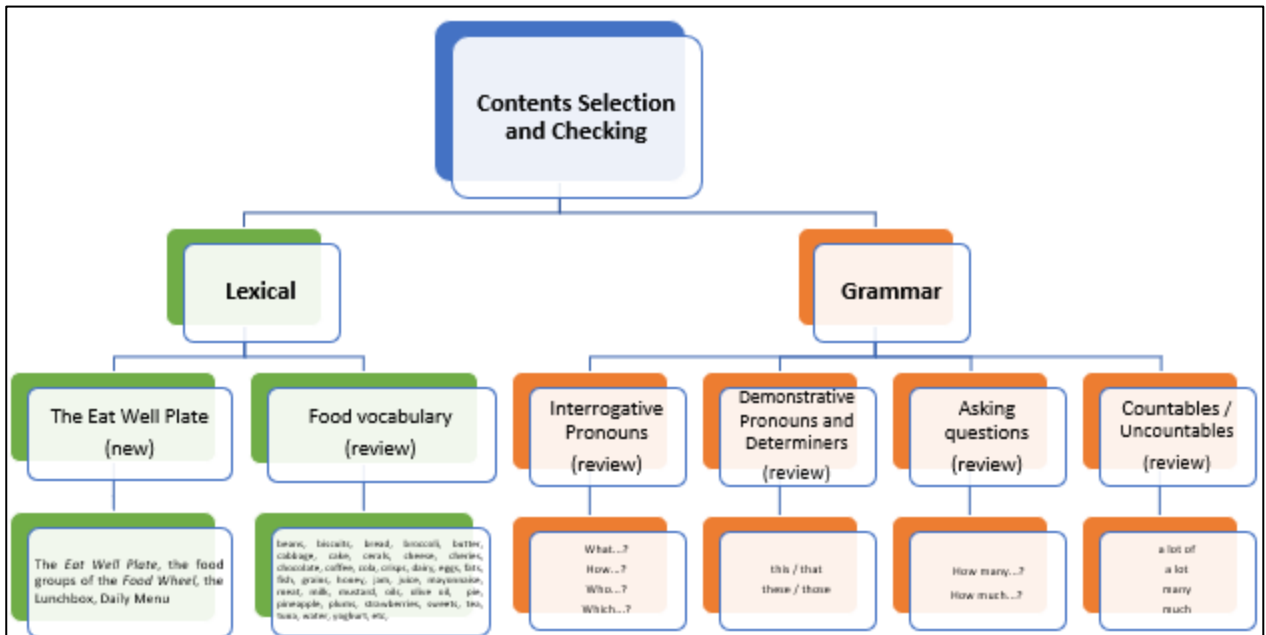 Contents Selection
and Checking
Lexical
Grammar
The Eat Well Plate
(new)
Food vocabulary
(review)
Interrogative
Pronouns
(review)
Demonstrative
Pronouns and
Determiners
(review)
Asking
questions
(review)
Countables /
Uncountables
(review)
The Eat Well Plate, the food
groups of the Food Wheel, the
Lunchbox, Daily Menu
beans, biscuits, bread, broccoli, butter,
cabbage, cake, cerals, cheese, cheries,
chocolate, coffee, cola, crisps, dairy, eggs, fats,
fish, grains, honey, jam, juice, mayonnaise,
meat, milk, mustard, oils, olive oil, pie,
pineapple, plums, strawberries, sweets, tea,
tuna, water, yoghurt, etc,
What...?
How...?
Who...?
Which...?
this / that
these / those
How many...?
How much...?
a lot of
a lot
many
much